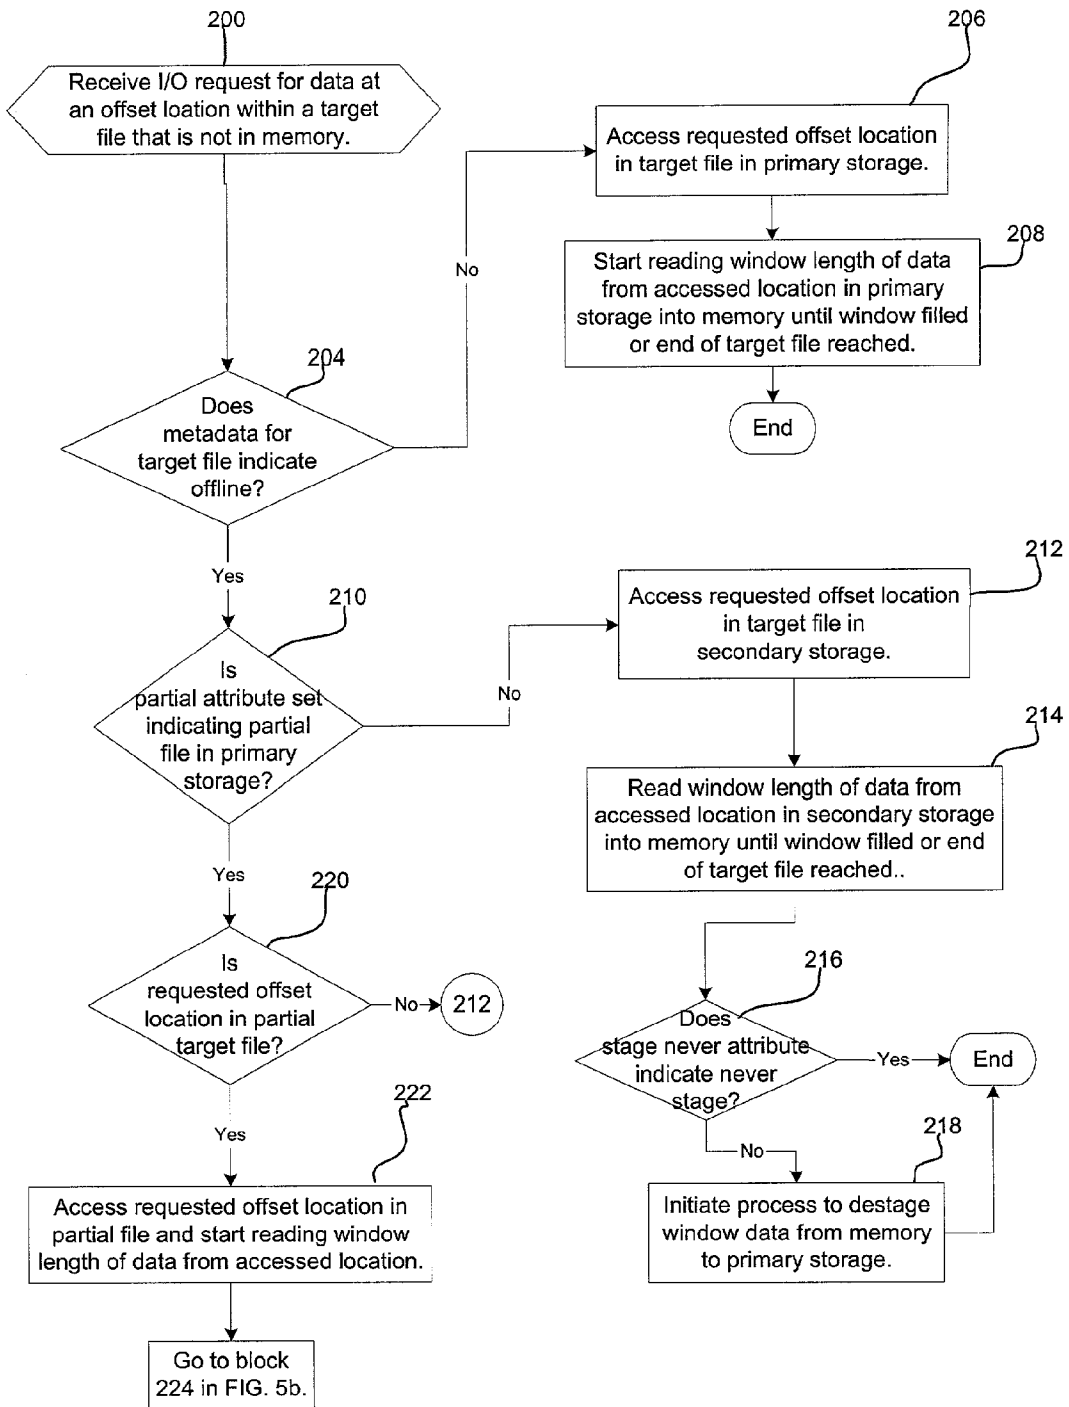 200
Receive I/O request for data at
an offset loation within a target
file that is not in memory.
206
Access requested offset location
in target file in primary storage.
No
208
Start reading window length of data
from accessed location in primary
storage into memory until window filled
or end of target file reached.
End
204
Does
metadata for
target file indicate
offline?
Yes
210
Is
partial attribute set
indicating partial
file in primary
storage?
No
212
Access requested offset location
in target file in
secondary storage.
214
Read window length of data from
accessed location in secondary storage
into memory until window filled or end
of target file reached..
Yes
220
Is
requested offset
location in partial
target file?
No
212
216
Does
stage never attribute
indicate never
stage?
Yes
End
No
218
Initiate process to destage
window data from memory
to primary storage.
Yes
222
Access requested offset location in
partial file and start reading window
length of data from accessed location.
Go to block
224 in FIG. 5b.